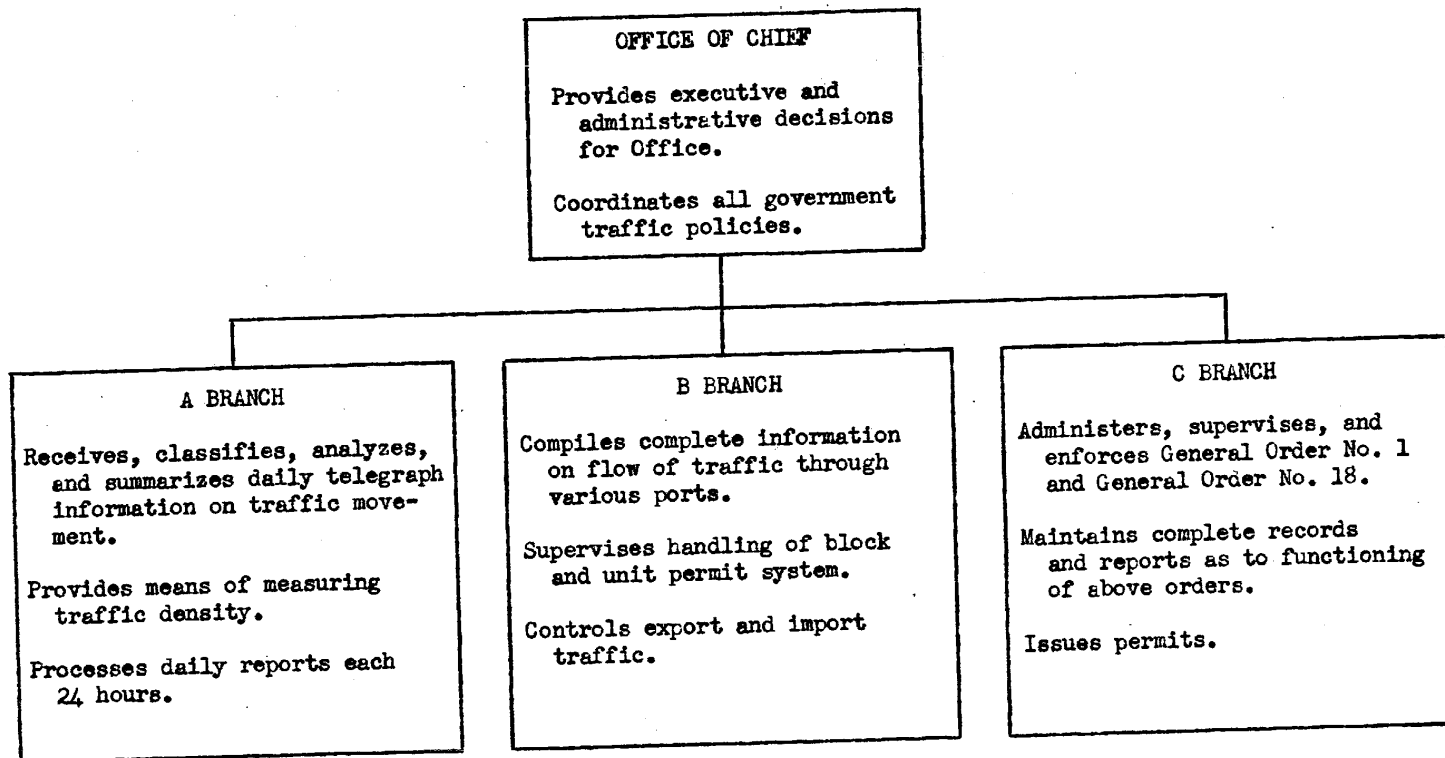 OFFICE OF CHIEF
Provides executive and
administrative decisions
for Office.
Coordinates all government
traffic policies.
A BRANCH
Receives, classifies, analyzes,
and summarizes daily telegraph
information on traffic move-
ment.
Provides means of measuring
traffic density.
Processes daily reports each
24 hours.
B BRANCH
Compiles complete information
on flow of traffic through
various ports.
Supervises handling of block
and unit permit system.
Controls export and import
traffic.
C BRANCH
Administers, supervises, and
enforces General Order No. 1
and General Order No. 18.
Maintains complete records
and reports as to functioning
of above orders.
Issues permits.